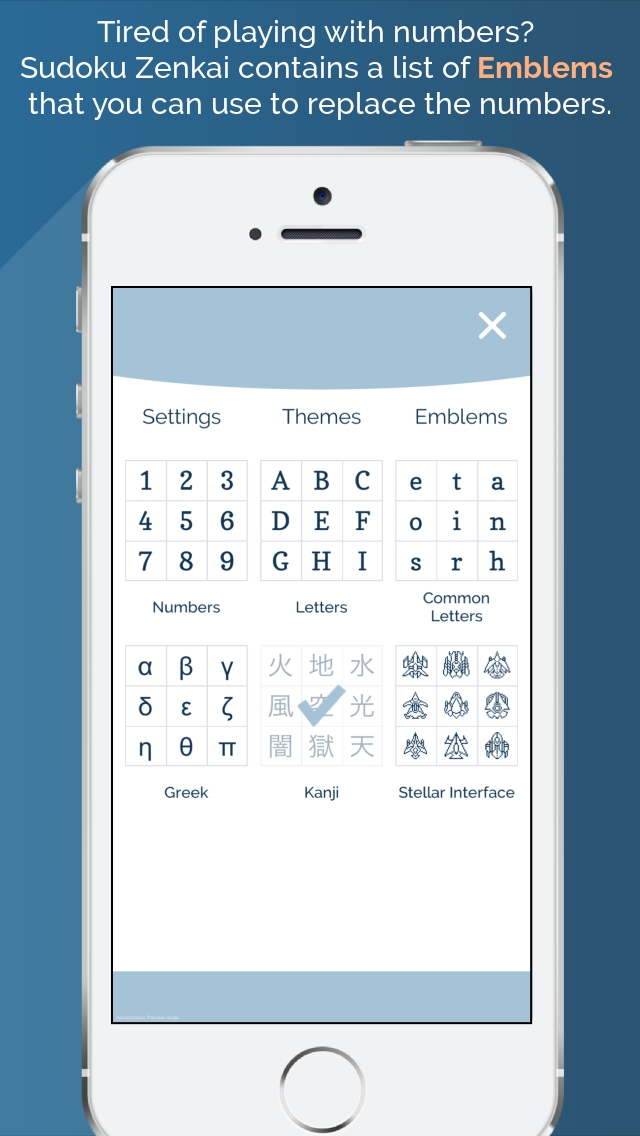 Tired of playing with numbers?
Sudoku Zenkai contains a list of Emblems
that you can use to replace the numbers.
Settings Themes Emblems
1 2 3
4 5 6
7 8 9
Numbers
A B C
D E F
G H I
Letters
e t a
o i n
s r h
Common
Letters
α β γ
δ ε ζ
η θ π
Greek
火 地 水
風 空 光
闇 獄 天
Kanji
Stellar Interface